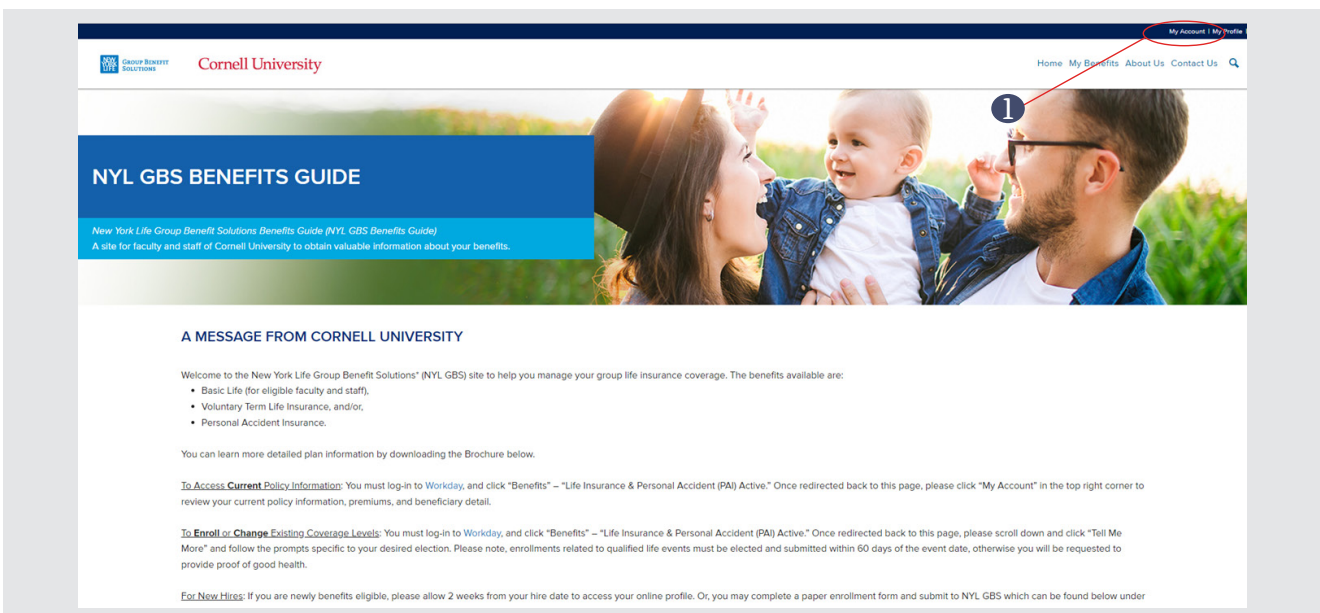 My Account | My Profile |
NEW YORK LIFE
GROUP BENEFIT
SOLUTIONS
Cornell University
Home My Benefits About Us Contact Us
1
NYL GBS BENEFITS GUIDE
New York Life Group Benefit Solutions Benefits Guide (NYL GBS Benefits Guide)
A site for faculty and staff of Cornell University to obtain valuable information about your benefits.
A MESSAGE FROM CORNELL UNIVERSITY
Welcome to the New York Life Group Benefit Solutions* (NYL GBS) site to help you manage your group life insurance coverage. The benefits available are:
• Basic Life (for eligible faculty and staff),
• Voluntary Term Life Insurance, and/or,
• Personal Accident Insurance.
You can learn more detailed plan information by downloading the Brochure below.
To Access Current Policy Information: You must log-in to Workday, and click “Benefits” – “Life Insurance & Personal Accident (PAI) Active.” Once redirected back to this page, please click “My Account” in the top right corner to
review your current policy information, premiums, and beneficiary detail.
To Enroll or Change Existing Coverage Levels: You must log-in to Workday, and click “Benefits” – “Life Insurance & Personal Accident (PAI) Active.” Once redirected back to this page, please scroll down and click “Tell Me
More” and follow the prompts specific to your desired election. Please note, enrollments related to qualified life events must be elected and submitted within 60 days of the event date, otherwise you will be requested to
provide proof of good health.
For New Hires: If you are newly benefits eligible, please allow 2 weeks from your hire date to access your online profile. Or, you may complete a paper enrollment form and submit to NYL GBS which can be found below under